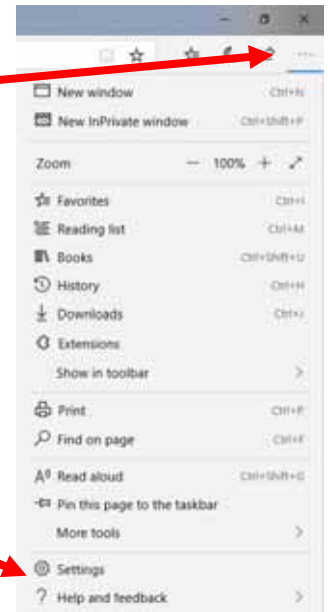 New window Ctrl+N
New InPrivate window Ctrl+Shift+P
Zoom — 100% +
Favorites Ctrl+I
Reading list Ctrl+M
Books Ctrl+Shift+U
History Ctrl+H
Downloads Ctrl+J
Extensions
Show in toolbar >
Print Ctrl+P
Find on page Ctrl+F
Read aloud Ctrl+Shift+G
Pin this page to the taskbar
More tools >
Settings
? Help and feedback >